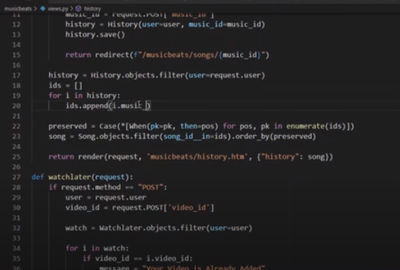 musicbeats > views.py > history
11 music_id = request.POST['music_id']
12 history = History(user=user, music_id=music_id)
13 history.save()
14
15 return redirect(f"/musicbeats/songs/{music_id}")
16
17 history = History.objects.filter(user=request.user)
18 ids = []
19 for i in history:
20 ids.append(i.musi_)
21
22 preserved = Case(*[When(pk=pk, then=pos) for pos, pk in enumerate(ids)])
23 song = Song.objects.filter(song_id__in=ids).order_by(preserved)
24
25 return render(request, 'musicbeats/history.htm', {"history": song})
26
27 def watchlater(request):
28 if request.method == "POST":
29 user = request.user
30 video_id = request.POST['video_id']
31
32 watch = Watchlater.objects.filter(user=user)
33
34 for i in watch:
35 if video_id == i.video_id:
36 message = "Your Video is Already Added"